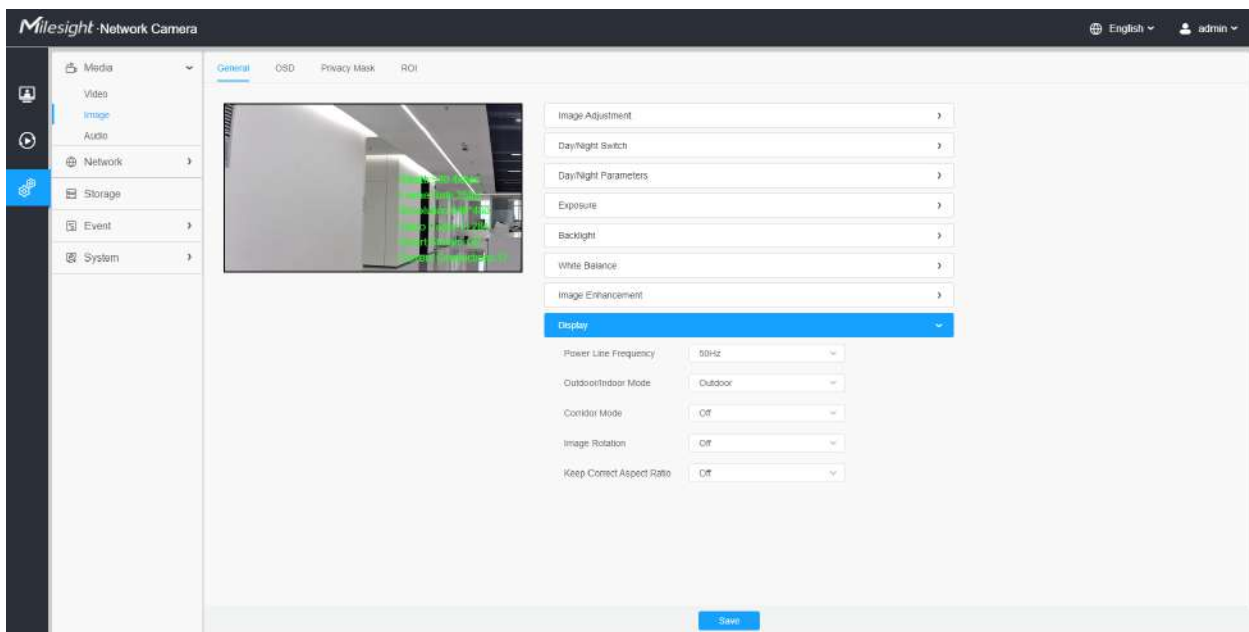 Milesight ·Network Camera
English
admin
Media
Video
Image
Audio
Network
Storage
Event
System
General OSD Privacy Mask ROI
Image Adjustment
Day/Night Switch
Day/Night Parameters
Exposure
Backlight
White Balance
Image Enhancement
Display
Power Line Frequency 50Hz
Outdoor/Indoor Mode Outdoor
Corridor Mode Off
Image Rotation Off
Keep Correct Aspect Ratio Off
Save